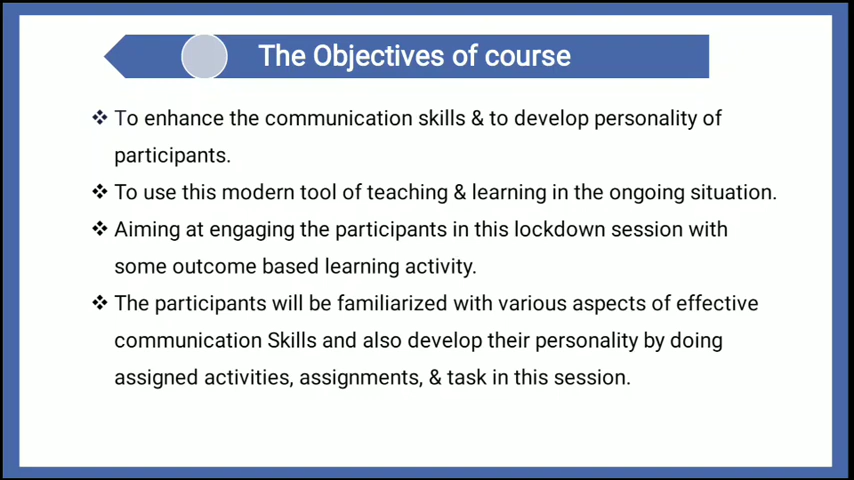 The Objectives of course
❖ To enhance the communication skills & to develop personality of
participants.
❖ To use this modern tool of teaching & learning in the ongoing situation.
❖ Aiming at engaging the participants in this lockdown session with
some outcome based learning activity.
❖ The participants will be familiarized with various aspects of effective
communication Skills and also develop their personality by doing
assigned activities, assignments, & task in this session.